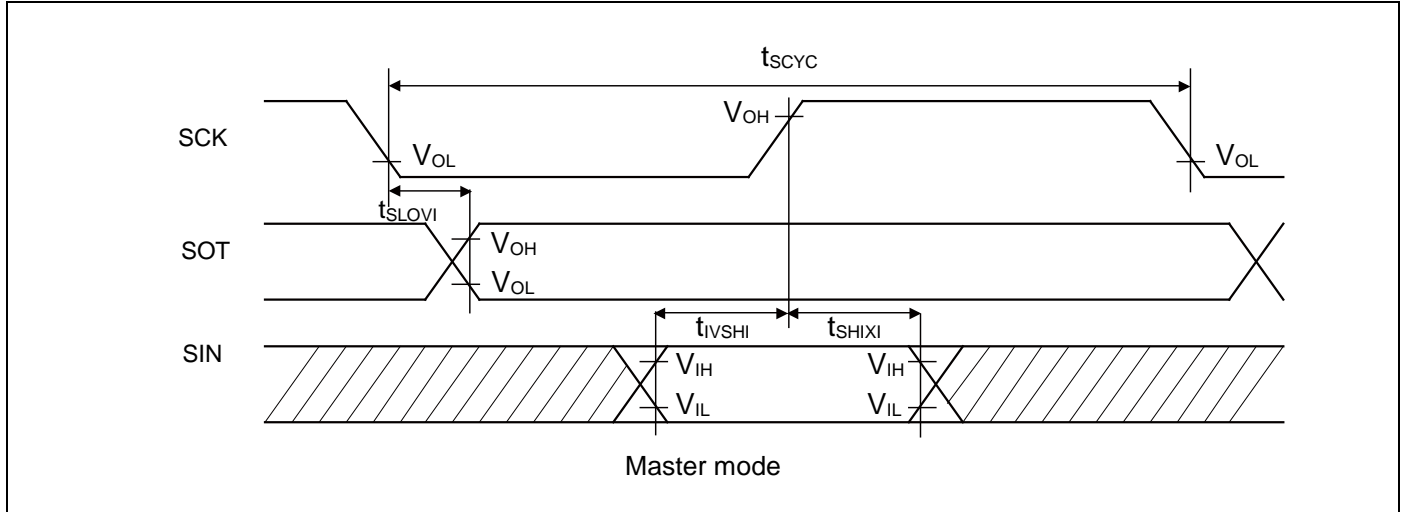 tSCYC
SCK
VOH
VOL
VOL
tSLOVI
SOT
VOH
VOL
tIVSHI
tSHIXI
SIN
VIH
VIH
VIL
VIL
Master mode